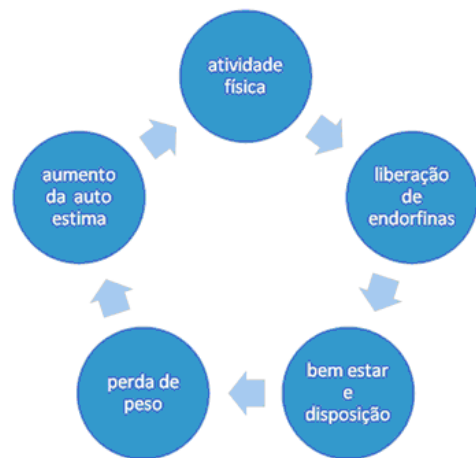 atividade
física
liberação
de
endorfinas
bem estar
e
disposição
perda de
peso
aumento
da auto
estima